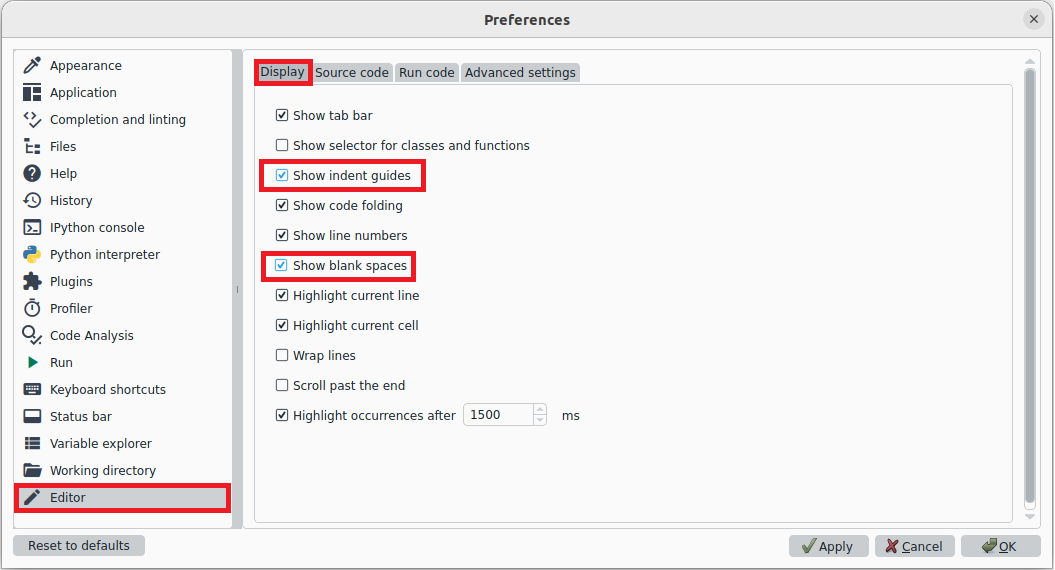 Preferences
Appearance
Application
Completion and linting
Files
Help
History
IPython console
Python interpreter
Plugins
Profiler
Code Analysis
Run
Keyboard shortcuts
Status bar
Variable explorer
Working directory
Editor
Display Source code Run code Advanced settings
Show tab bar
Show selector for classes and functions
Show indent guides
Show code folding
Show line numbers
Show blank spaces
Highlight current line
Highlight current cell
Wrap lines
Scroll past the end
Highlight occurrences after 1500 ms
Reset to defaults Apply Cancel OK